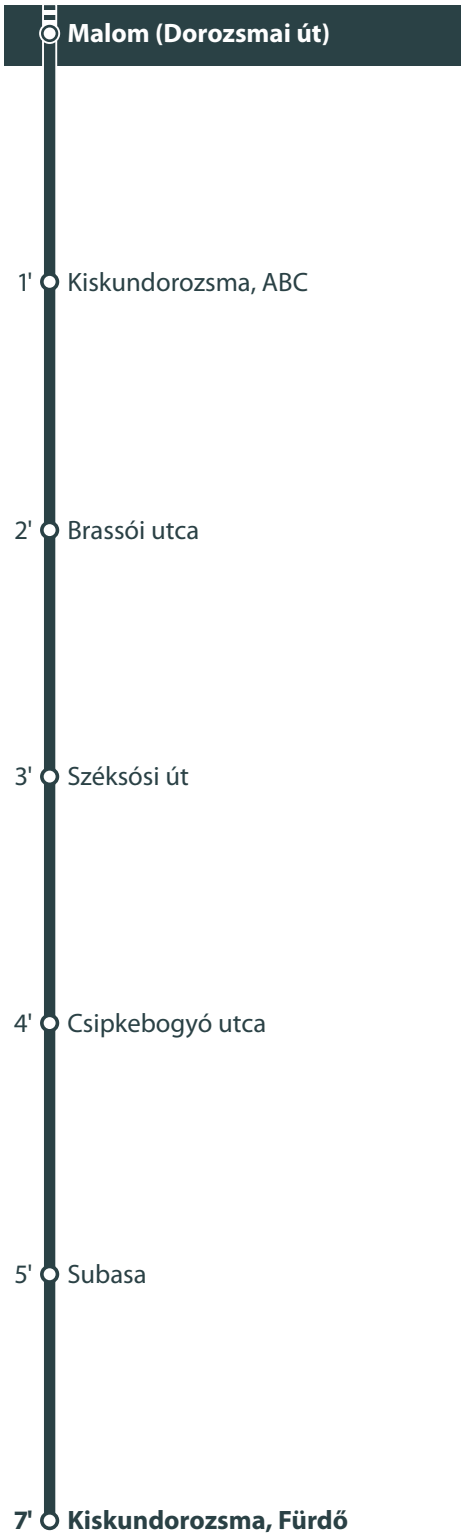 Malom (Dorozsmai út)
1' Kiskundorozsma, ABC
2' Brassói utca
3' Széksósi út
4' Csipkebogyó utca
5' Subasa
7' Kiskundorozsma, Fürdő